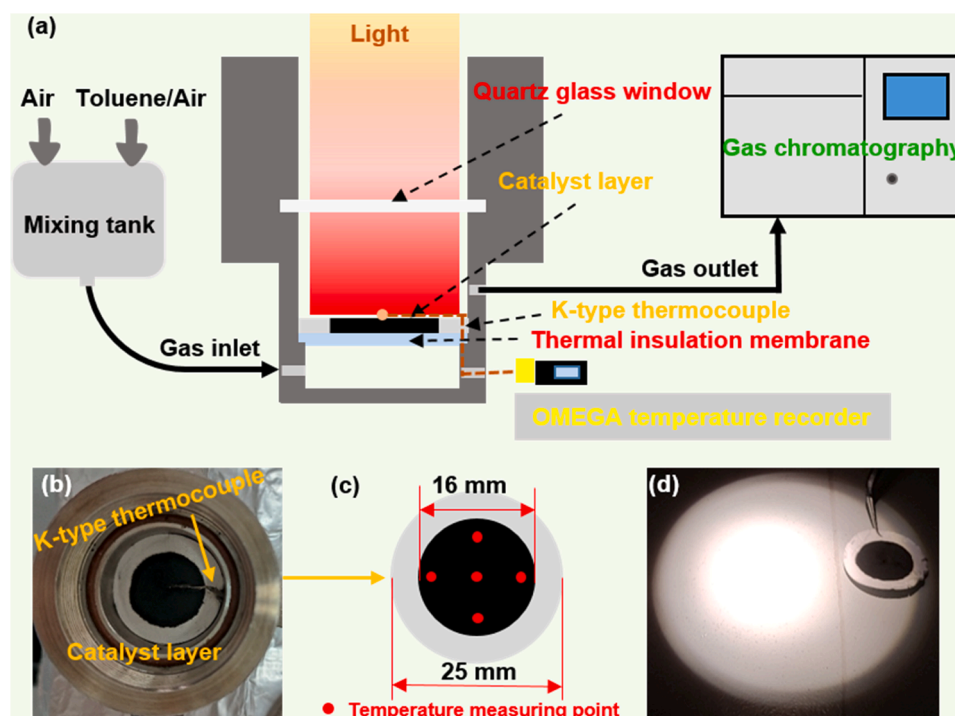 (a)
Light
Air
Toluene/Air
Quartz glass window
Gas chromatography
Catalyst layer
Mixing tank
Gas outlet
K-type thermocouple
Gas inlet
Thermal insulation membrane
OMEGA temperature recorder
(b)
K-type thermocouple
Catalyst layer
(c)
16 mm
25 mm
Temperature measuring point
(d)